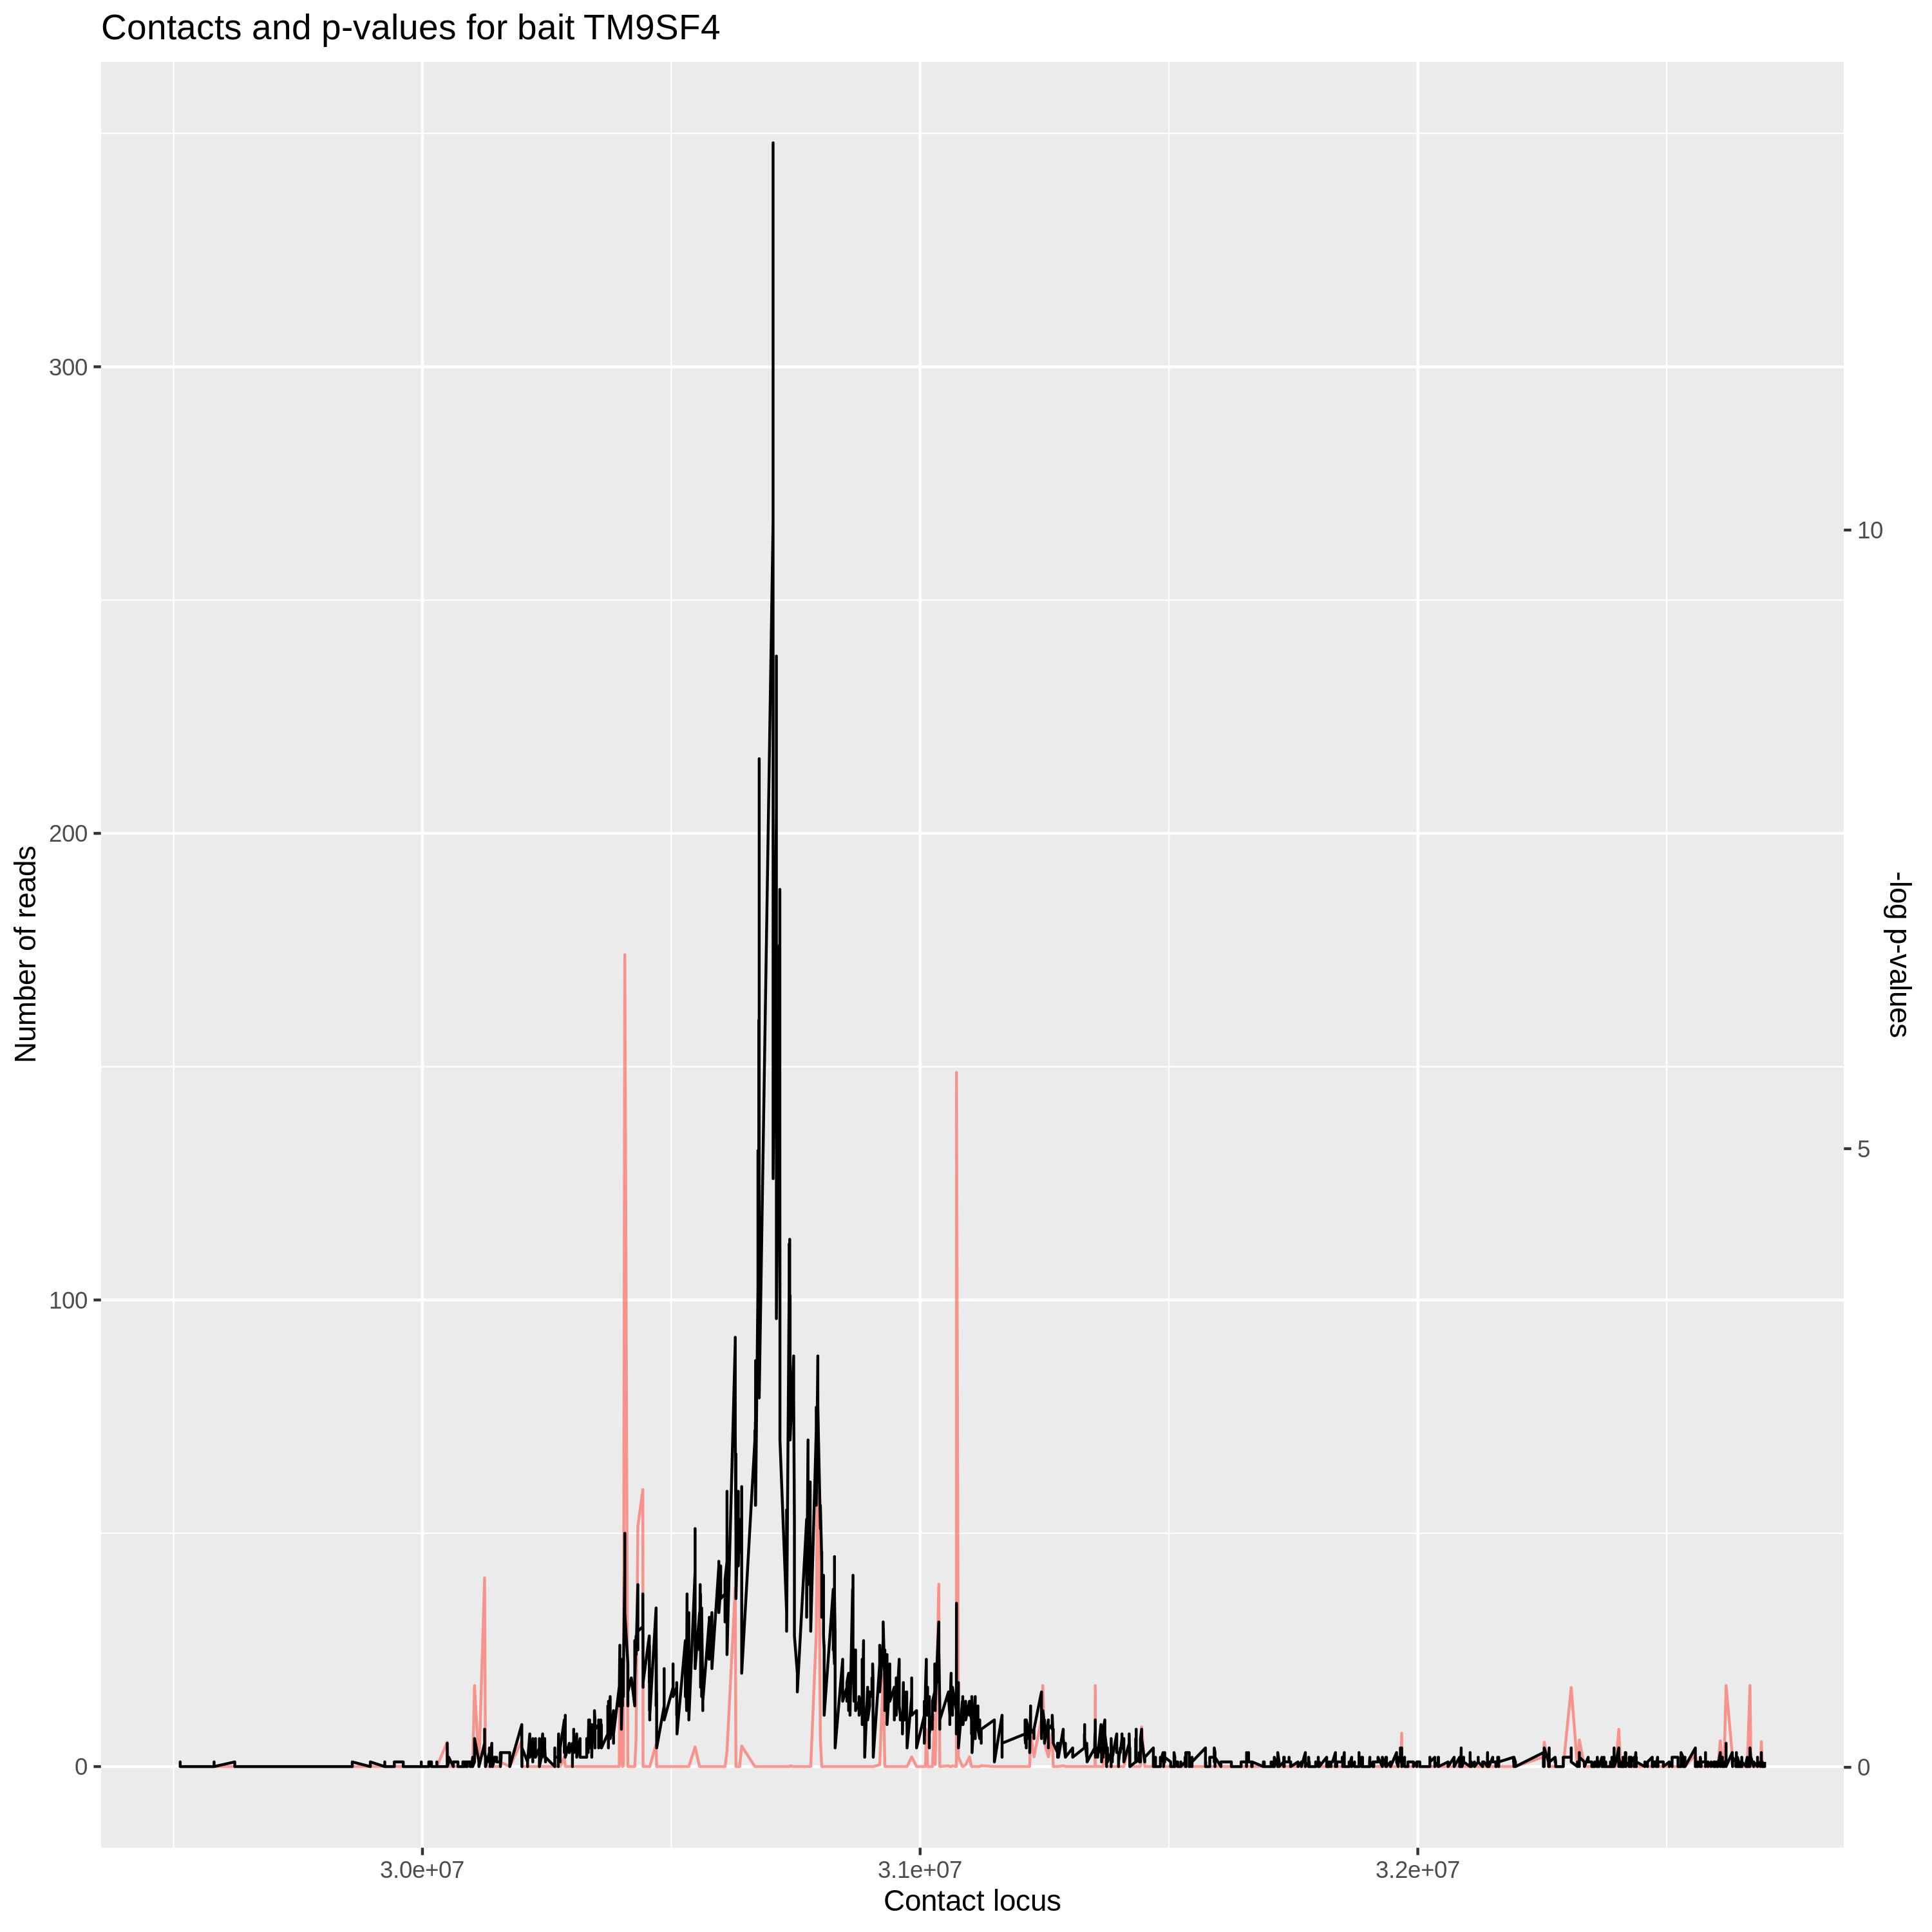 Contacts and p-values for bait TM9SF4
Number of reads
300
200
100
0
10
5
0
-log p-values
3.0e+07
3.1e+07
3.2e+07
Contact locus